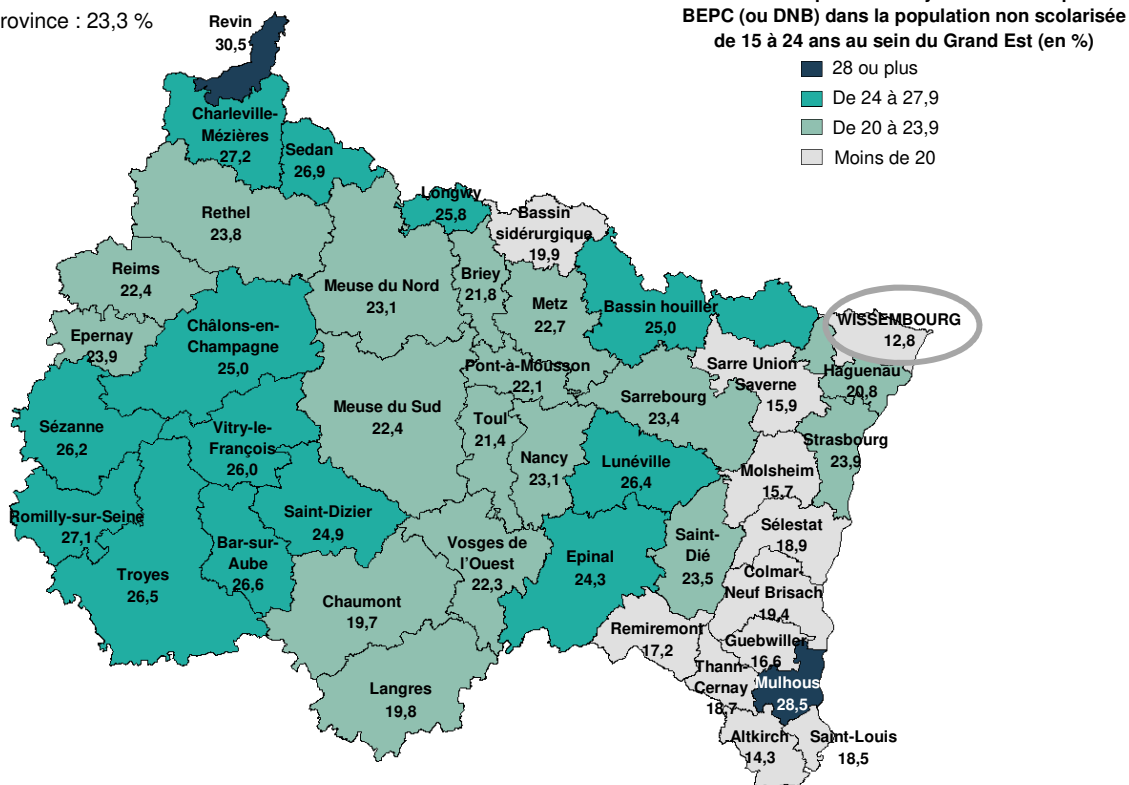 rovince : 23,3 %
BEPC (ou DNB) dans la population non scolarisée
de 15 à 24 ans au sein du Grand Est (en %)
28 ou plus
De 24 à 27,9
De 20 à 23,9
Moins de 20
Revin
30,5
Charleville-
Mézières
27,2
Sedan
26,9
Longwy
25,8
Bassin
sidérurgique
19,9
Rethel
23,8
Reims
22,4
Meuse du Nord
23,1
Briey
21,8
Metz
22,7
Bassin houiller
25,0
WISSEMBOURG
12,8
Epernay
23,9
Châlons-en-
Champagne
25,0
Pont-à-Mousson
22,1
Sarre Union
Saverne
15,9
Haguenau
20,8
Sézanne
26,2
Vitry-le-
François
26,0
Meuse du Sud
22,4
Toul
21,4
Nancy
23,1
Sarrebourg
23,4
Lunéville
26,4
Molsheim
15,7
Strasbourg
23,9
Romilly-sur-Seine
27,1
Troyes
26,5
Bar-sur-
Aube
26,6
Saint-Dizier
24,9
Vosges de
l'Ouest
22,3
Epinal
24,3
Saint-
Dié
23,5
Sélestat
18,9
Colmar-
Neuf Brisach
19,4
Chaumont
19,7
Langres
19,8
Remiremont
17,2
Guebwiller
16,6
Thann-
Cernay
18,7
Mulhous
28,5
Altkirch
14,3
Saint-Louis
18,5